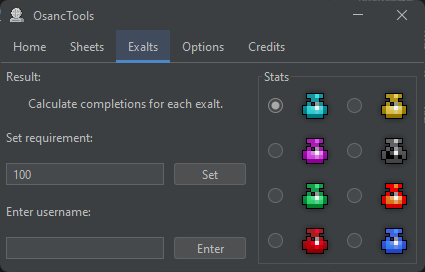 OsancTools
Home Sheets Exalts Options Credits
Result:
Calculate completions for each exalt.
Set requirement:
100 Set
Enter username:
Enter
Stats